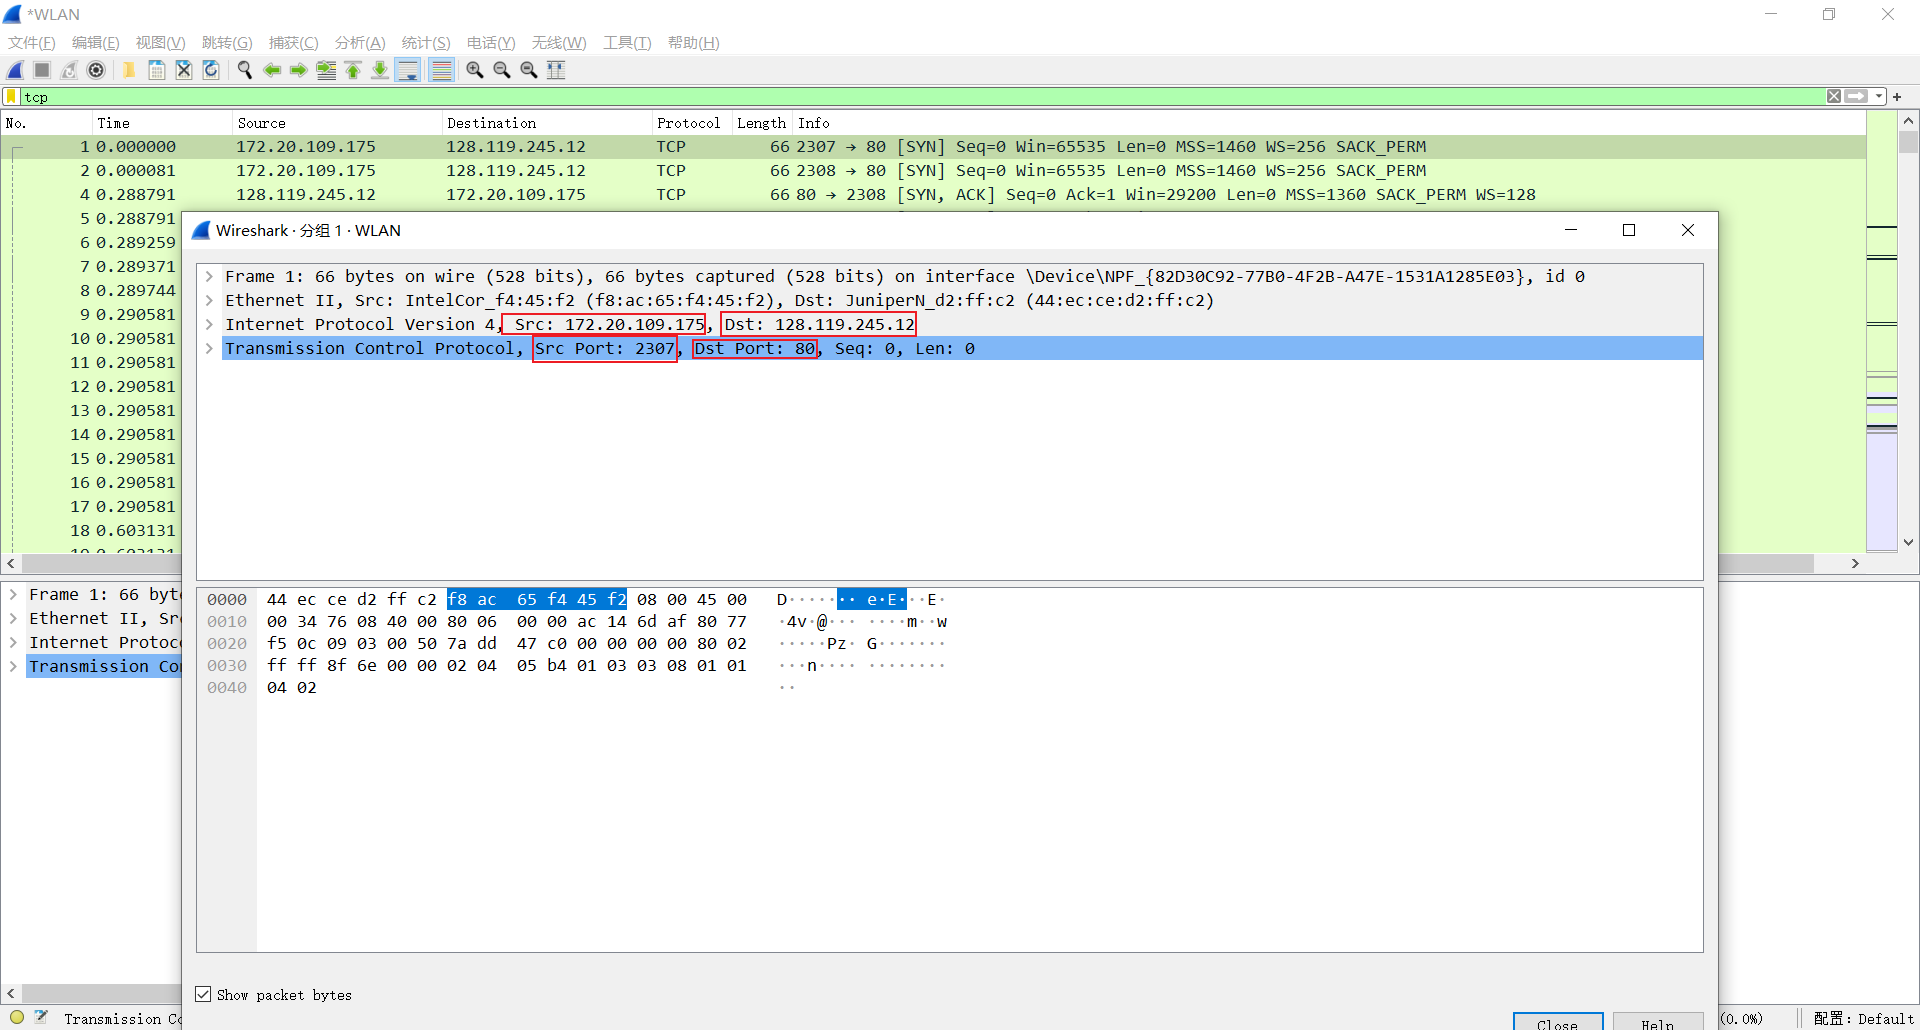 *WLAN
文件(F) 编辑(E) 视图(V) 跳转(G) 捕获(C) 分析(A) 统计(S) 电话(Y) 无线(W) 工具(T) 帮助(H)
tcp
No. Time Source Destination Protocol Length Info
1 0.000000 172.20.109.175 128.119.245.12 TCP 66 2307 → 80 [SYN] Seq=0 Win=65535 Len=0 MSS=1460 WS=256 SACK_PERM
2 0.000081 172.20.109.175 128.119.245.12 TCP 66 2308 → 80 [SYN] Seq=0 Win=65535 Len=0 MSS=1460 WS=256 SACK_PERM
4 0.288791 128.119.245.12 172.20.109.175 TCP 66 80 → 2308 [SYN, ACK] Seq=0 Ack=1 Win=29200 Len=0 MSS=1360 SACK_PERM WS=128
5 0.288791
6 0.289259
7 0.289371
8 0.289744
9 0.290581
10 0.290581
11 0.290581
12 0.290581
13 0.290581
14 0.290581
15 0.290581
16 0.290581
17 0.290581
18 0.603131
Wireshark · 分组 1 · WLAN
Frame 1: 66 bytes on wire (528 bits), 66 bytes captured (528 bits) on interface \Device\NPF_{82D30C92-77B0-4F2B-A47E-1531A1285E03}, id 0
Ethernet II, Src: IntelCor_f4:45:f2 (f8:ac:65:f4:45:f2), Dst: JuniperN_d2:ff:c2 (44:ec:ce:d2:ff:c2)
Internet Protocol Version 4, Src: 172.20.109.175, Dst: 128.119.245.12
Transmission Control Protocol, Src Port: 2307, Dst Port: 80, Seq: 0, Len: 0
0000 44 ec ce d2 ff c2 f8 ac 65 f4 45 f2 08 00 45 00 D·······e·E···E·
0010 00 34 76 08 40 00 80 06 00 00 ac 14 6d af 80 77 ·4v·@··· ····m··w
0020 f5 0c 09 03 00 50 7a dd 47 c0 00 00 00 00 80 02 ·····Pz· G·······
0030 ff ff 8f 6e 00 00 02 04 05 b4 01 03 03 08 01 01 ···n···· ········
0040 04 02 ··
Show packet bytes
Close Help
Frame 1: 66 byte
Ethernet II, Src
Internet Protoco
Transmission Con
Transmission Co
(0.0%) 配置：Default